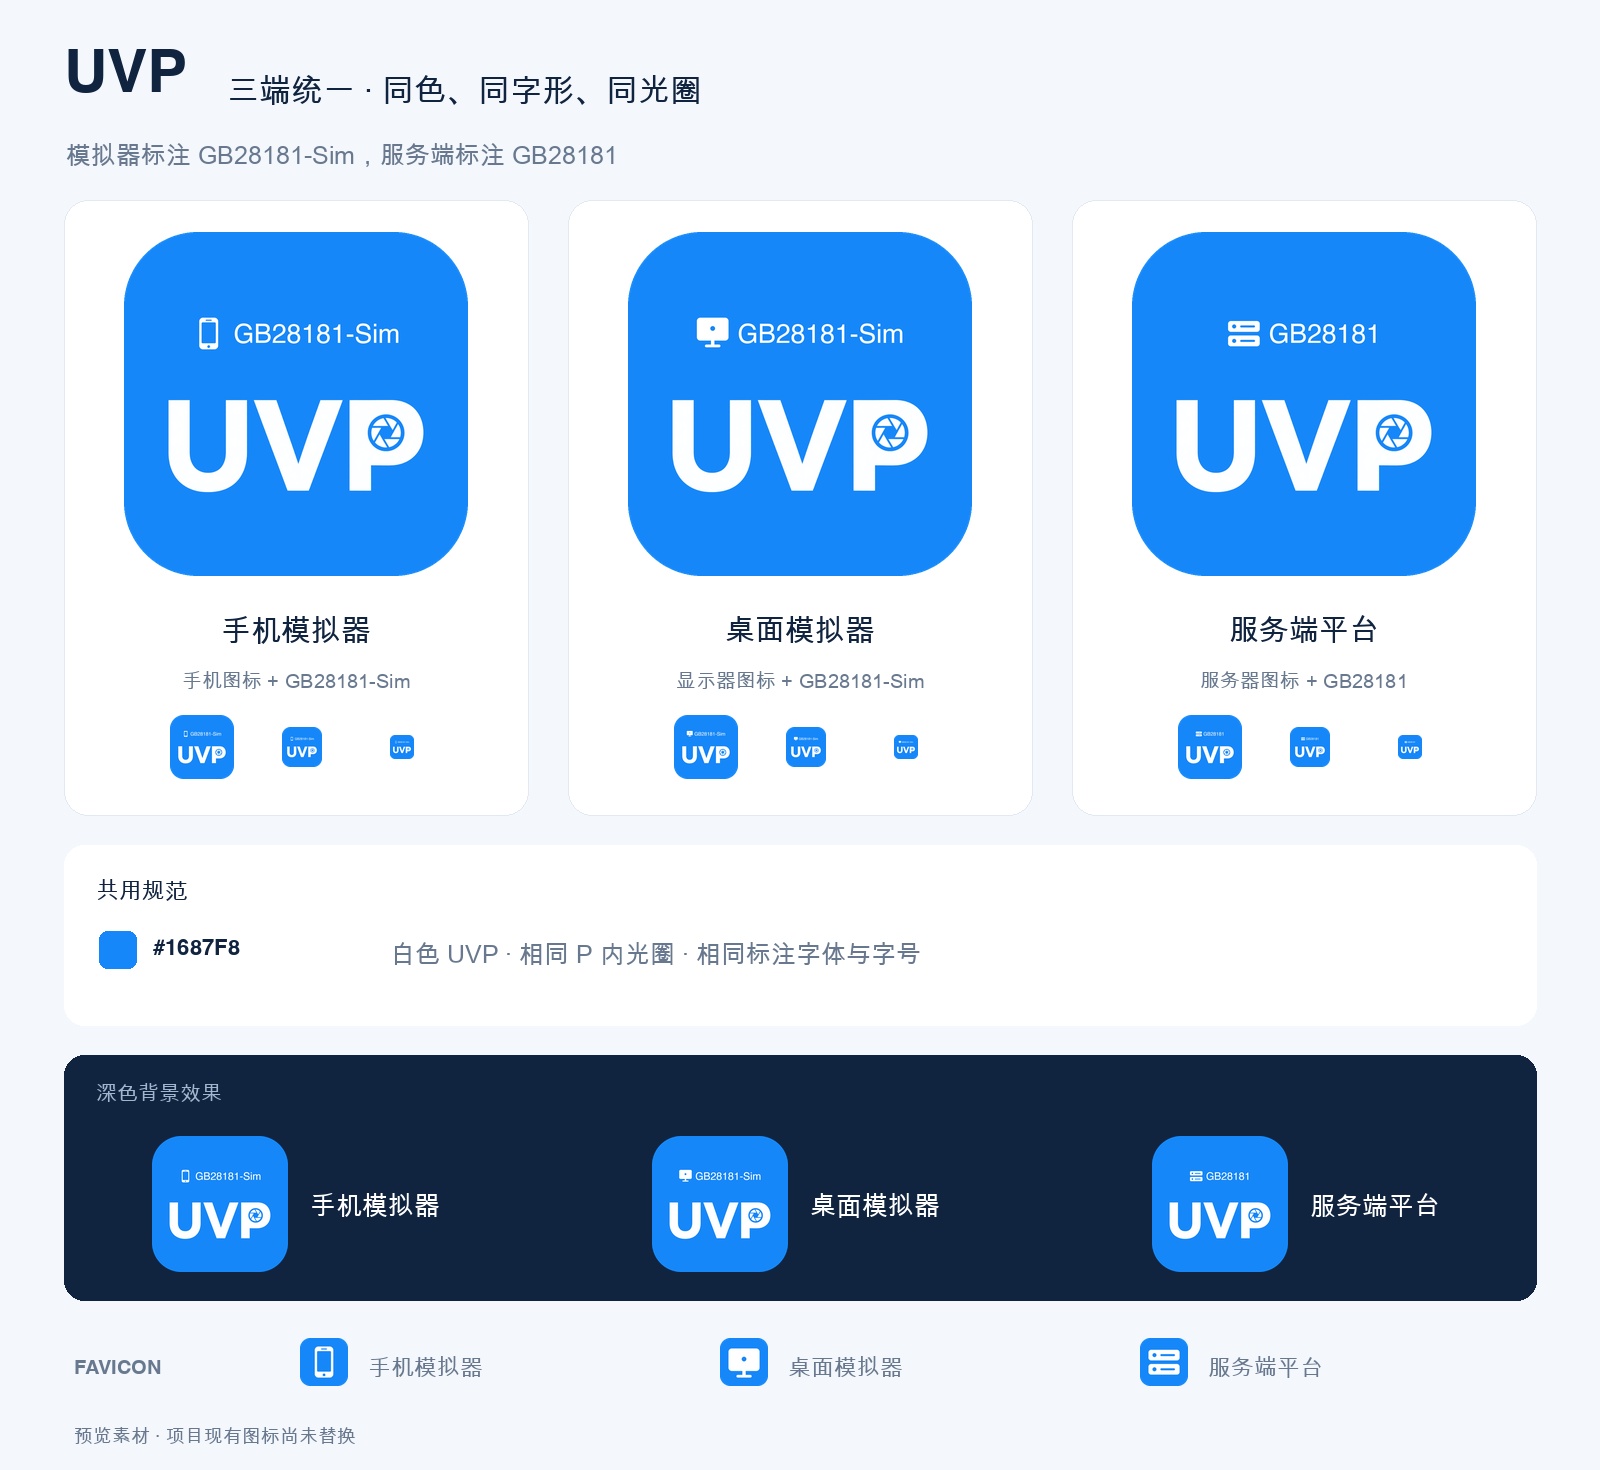 UVP 三端统一 · 同色、同字形、同光圈
模拟器标注 GB28181-Sim，服务端标注 GB28181
GB28181-Sim
UVP
手机模拟器
手机图标 + GB28181-Sim
GB28181-Sim
UVP
UVP
UVP
GB28181-Sim
UVP
桌面模拟器
显示器图标 + GB28181-Sim
GB28181-Sim
UVP
UVP
UVP
GB28181
UVP
服务端平台
服务器图标 + GB28181
GB28181
UVP
UVP
UVP
共用规范
#1687F8
白色 UVP · 相同 P 内光圈 · 相同标注字体与字号
深色背景效果
GB28181-Sim
UVP
手机模拟器
GB28181-Sim
UVP
桌面模拟器
GB28181
UVP
服务端平台
FAVICON
手机模拟器
桌面模拟器
服务端平台
预览素材 · 项目现有图标尚未替换